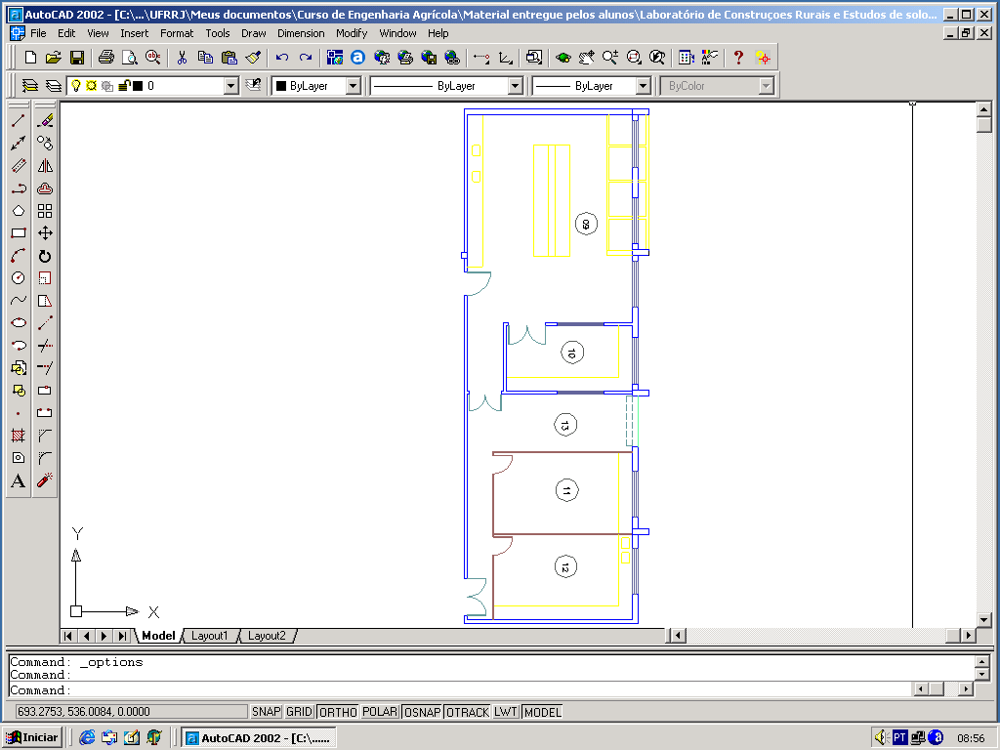 AutoCAD 2002 - [C:\...\UFRRJ\Meus documentos\Curso de Engenharia Agrícola\Material entregue pelos alunos\Laboratório de Construçoes Rurais e Estudos de solo...
File Edit View Insert Format Tools Draw Dimension Modify Window Help
0 ByLayer ByLayer ByLayer ByColor
09
10
13
11
12
Y
X
Model Layout1 Layout2
Command: _options
Command:
Command:
693.2753, 536.0084, 0.0000 SNAP GRID ORTHO POLAR OSNAP OTRACK LWT MODEL
Iniciar AutoCAD 2002 - [C:\...... PT 08:56